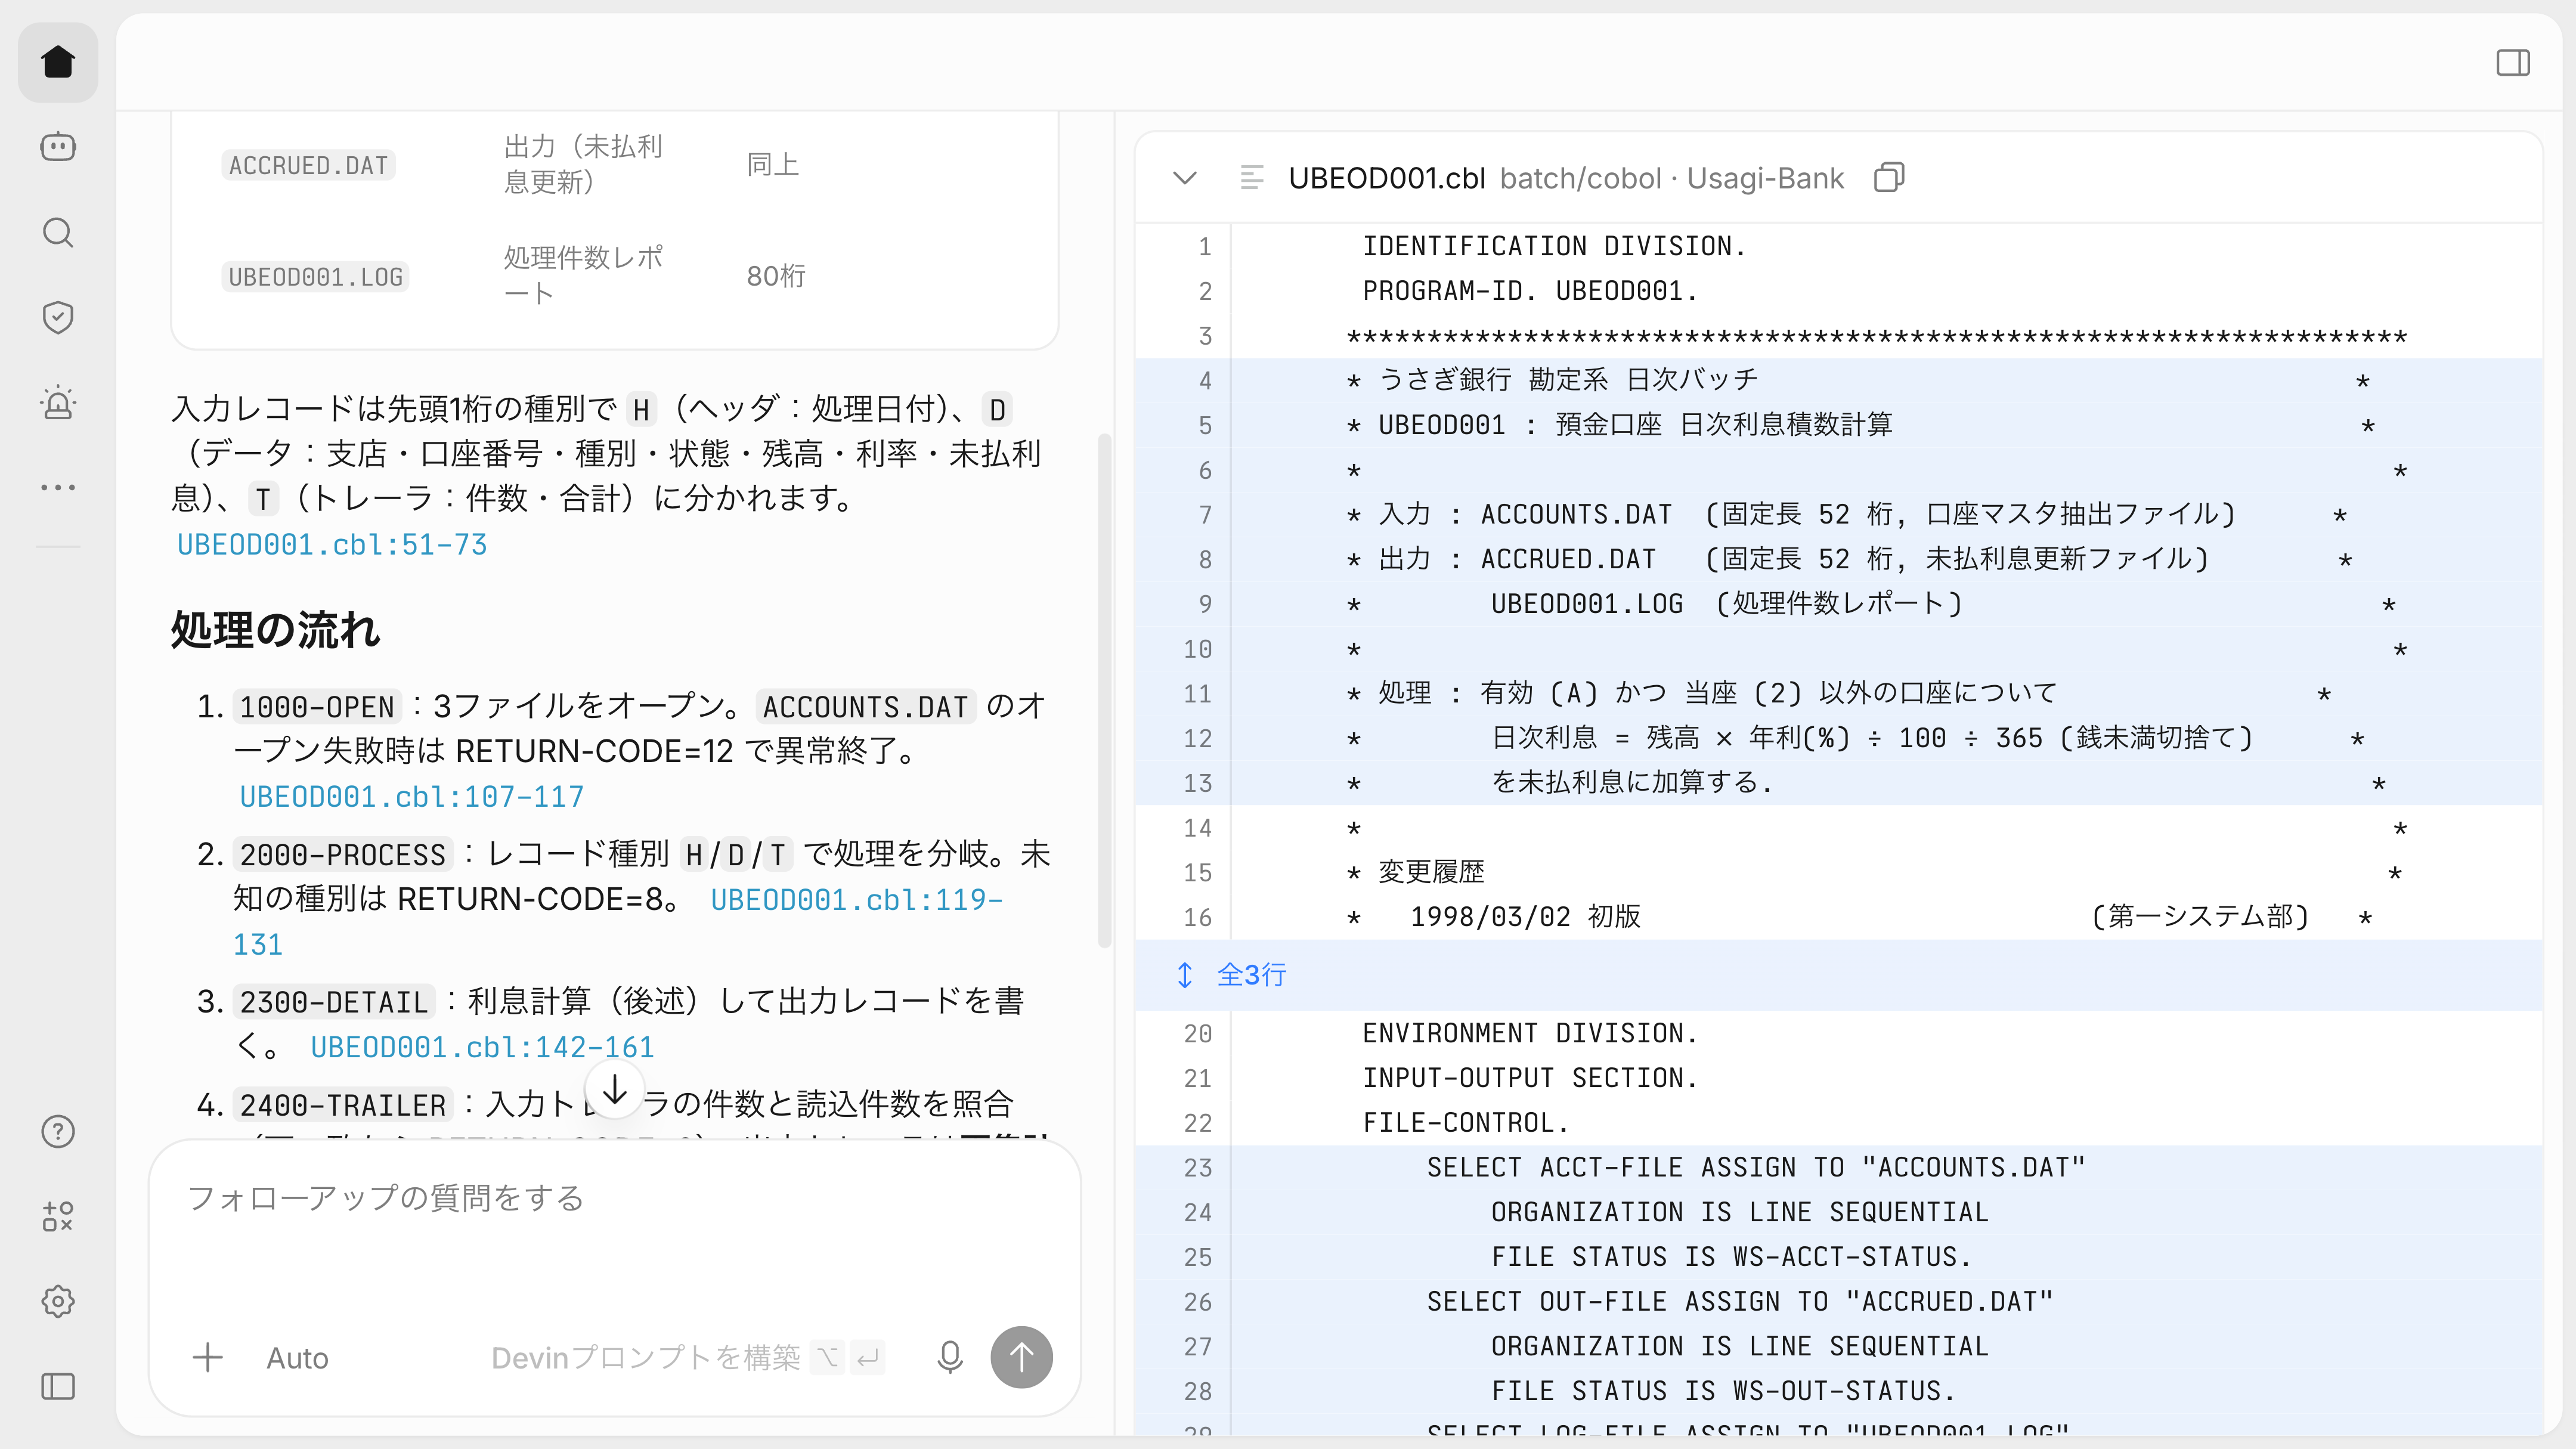 ACCRUED.DAT
出力（未払利
息更新）
同上
UBEOD001.LOG
処理件数レポ
ート
80桁
入力レコードは先頭1桁の種別で H（ヘッダ：処理日付）、D
（データ：支店・口座番号・種別・状態・残高・利率・未払利
息）、T（トレーラ：件数・合計）に分かれます。
UBEOD001.cbl:51-73
処理の流れ
1. 1000-OPEN：3ファイルをオープン。ACCOUNTS.DAT のオ
ープン失敗時は RETURN-CODE=12 で異常終了。
UBEOD001.cbl:107-117
2. 2000-PROCESS：レコード種別 H/D/T で処理を分岐。未
知の種別は RETURN-CODE=8。 UBEOD001.cbl:119-
131
3. 2300-DETAIL：利息計算（後述）して出力レコードを書
く。 UBEOD001.cbl:142-161
4. 2400-TRAILER：入力ト ラの件数と読込件数を照合
フォローアップの質問をする
Auto
Devinプロンプトを構築
UBEOD001.cbl batch/cobol · Usagi-Bank
1 IDENTIFICATION DIVISION.
2 PROGRAM-ID. UBEOD001.
3 ******************************************************************
4 * うさぎ銀行 勘定系 日次バッチ *
5 * UBEOD001 : 預金口座 日次利息積数計算 *
6 * *
7 * 入力 : ACCOUNTS.DAT (固定長 52 桁, 口座マスタ抽出ファイル) *
8 * 出力 : ACCRUED.DAT (固定長 52 桁, 未払利息更新ファイル) *
9 * UBEOD001.LOG (処理件数レポート) *
10 * *
11 * 処理 : 有効 (A) かつ 当座 (2) 以外の口座について *
12 * 日次利息 = 残高 × 年利(%) ÷ 100 ÷ 365 (銭未満切捨て) *
13 * を未払利息に加算する. *
14 * *
15 * 変更履歴 *
16 * 1998/03/02 初版 (第一システム部) *
全3行
20 ENVIRONMENT DIVISION.
21 INPUT-OUTPUT SECTION.
22 FILE-CONTROL.
23 SELECT ACCT-FILE ASSIGN TO "ACCOUNTS.DAT"
24 ORGANIZATION IS LINE SEQUENTIAL
25 FILE STATUS IS WS-ACCT-STATUS.
26 SELECT OUT-FILE ASSIGN TO "ACCRUED.DAT"
27 ORGANIZATION IS LINE SEQUENTIAL
28 FILE STATUS IS WS-OUT-STATUS.
29 SELECT LOG-FILE ASSIGN TO "UBEOD001.LOG"